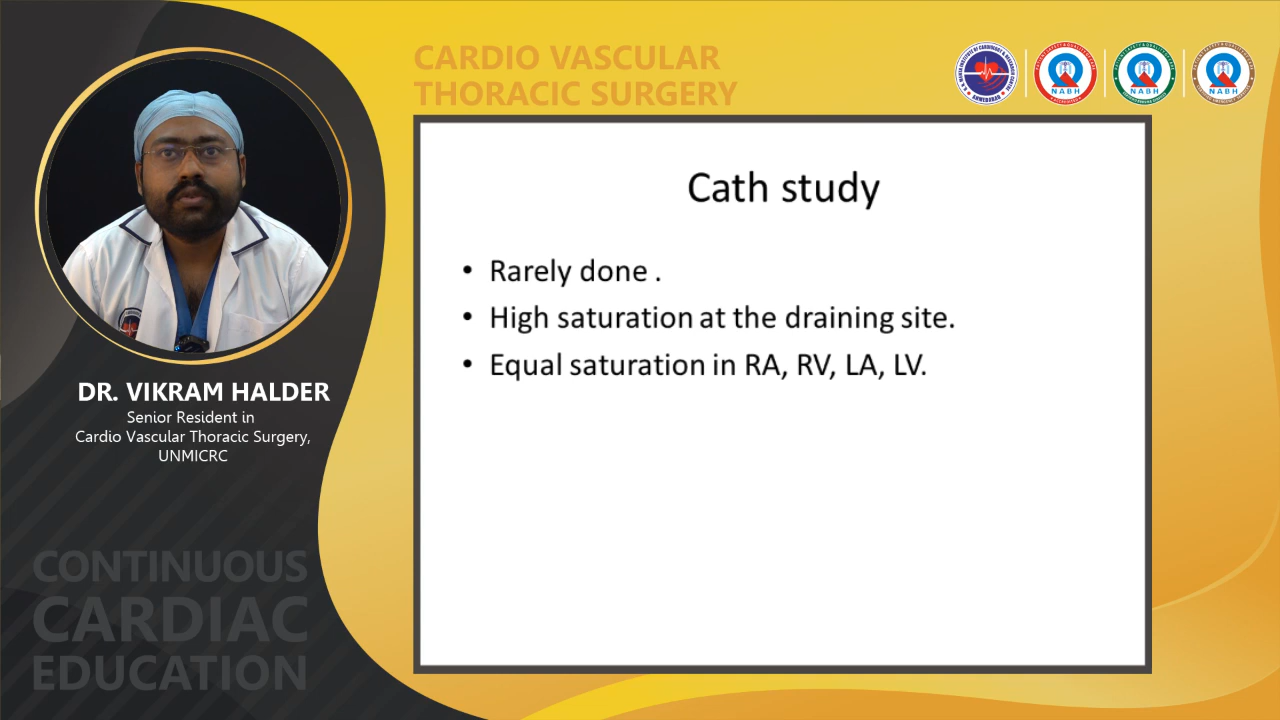 CARDIO VASCULAR
THORACIC SURGERY
NABH
NABH
NABH
Cath study
• Rarely done .
• High saturation at the draining site.
• Equal saturation in RA, RV, LA, LV.
DR. VIKRAM HALDER
Senior Resident in
Cardio Vascular Thoracic Surgery,
UNMICRC
CONTINUOUS
CARDIAC
EDUCATION